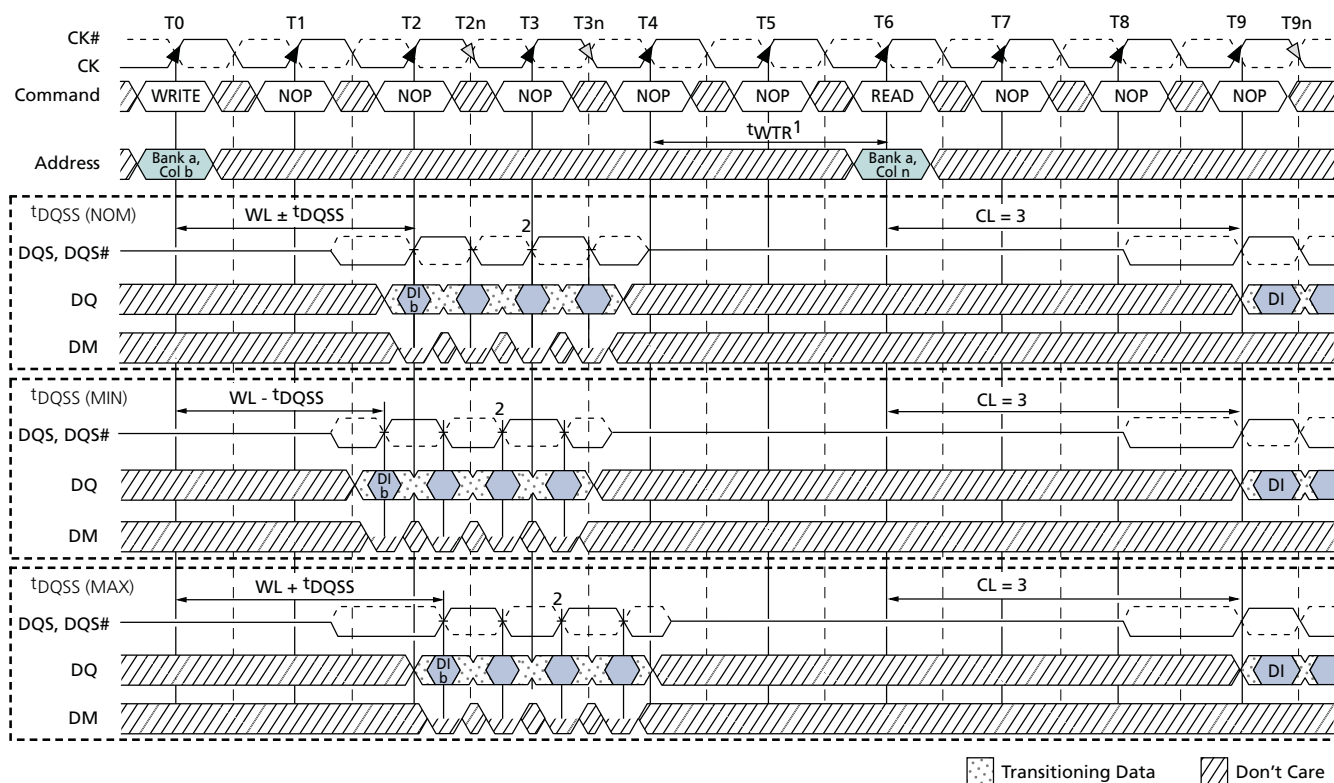 T0 T1 T2 T2n T3 T3n T4 T5 T6 T7 T8 T9 T9n
CK#
CK
Command WRITE NOP NOP NOP NOP NOP READ NOP NOP NOP
tWTR1
Address Bank a, Col b Bank a, Col n
tDQSS (NOM) WL ± tDQSS CL = 3
2
DQS, DQS#
DQ DI b DI
DM
tDQSS (MIN) WL - tDQSS CL = 3
2
DQS, DQS#
DQ DI b DI
DM
tDQSS (MAX) WL + tDQSS CL = 3
2
DQS, DQS#
DQ DI b DI
DM
Transitioning Data Don't Care